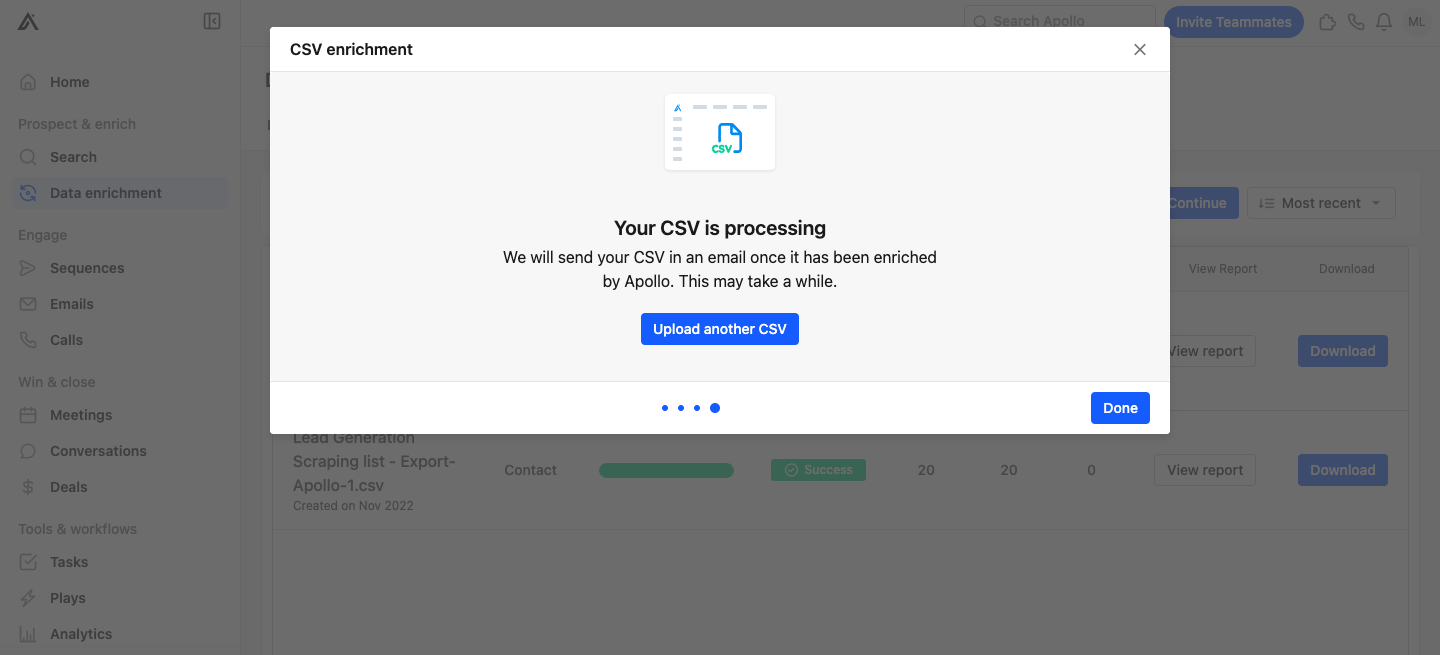 Search Apollo
Invite Teammates
ML
CSV enrichment
Home
Prospect & enrich
Search
Data enrichment
Engage
Sequences
Emails
Calls
Win & close
Meetings
Conversations
Deals
Tools & workflows
Tasks
Plays
Analytics
CSV
Your CSV is processing
We will send your CSV in an email once it has been enriched
by Apollo. This may take a while.
Upload another CSV
Done
Continue
Most recent
View Report
Download
View report
Download
Lead Generation
Scraping list - Export-
Apollo-1.csv
Created on Nov 2022
Contact
Success
20
20
0
View report
Download